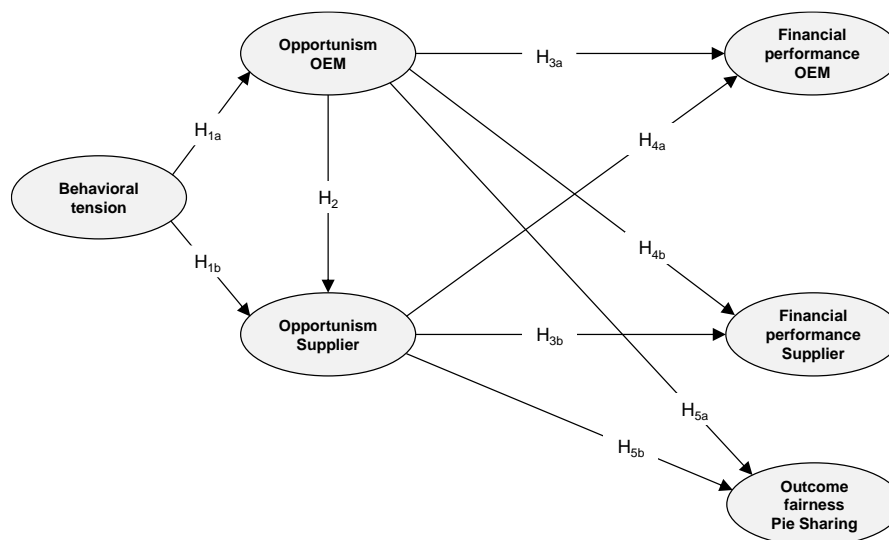 Opportunism
OEM
Financial
performance
OEM
H3a
H1a
H4a
Behavioral
tension
H2
H4b
H1b
Opportunism
Supplier
H3b
Financial
performance
Supplier
H5a
H5b
Outcome
fairness
Pie Sharing